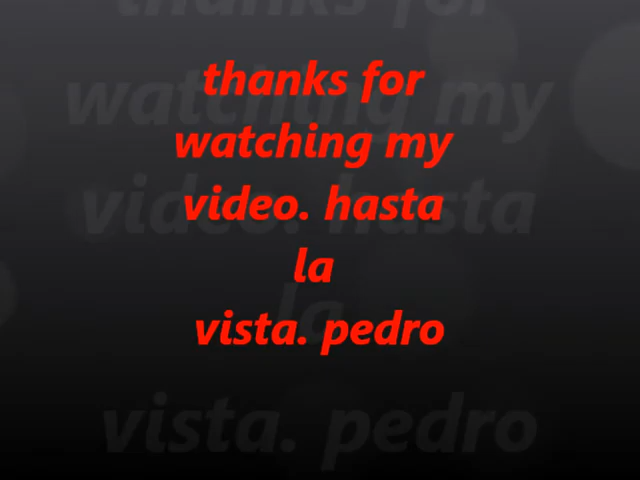 thanks for
watching my
video. hasta
la
vista. pedro